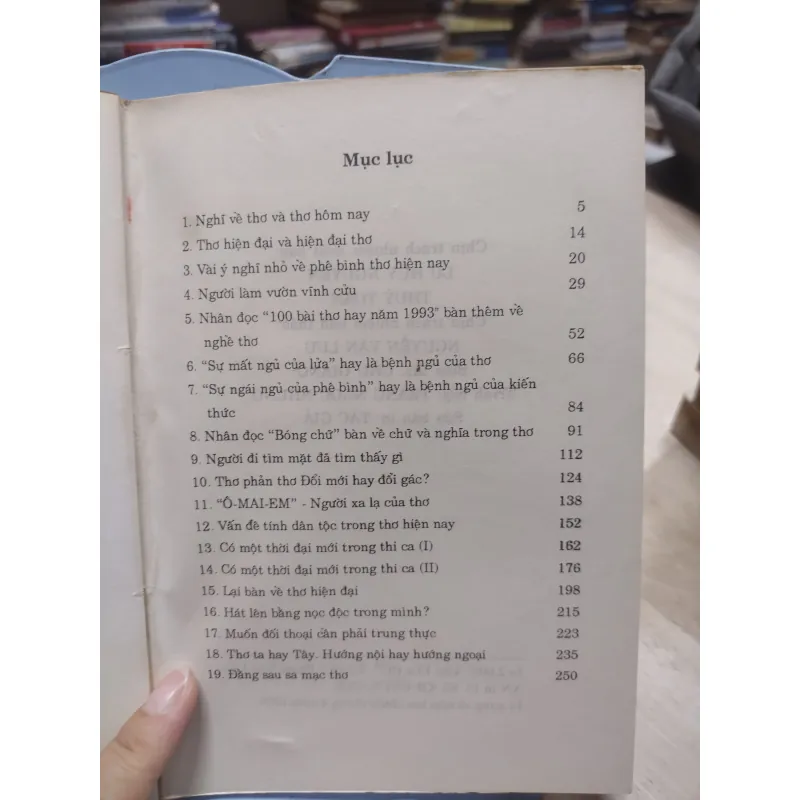 Mục lục
1. Nghĩ về thơ và thơ hôm nay 5
2. Thơ hiện đại và hiện đại thơ 14
3. Vài ý nghĩ nhỏ về phê bình thơ hiện nay 20
4. Người làm vườn vĩnh cửu 29
5. Nhân đọc “100 bài thơ hay năm 1993” bàn thêm về
nghề thơ 52
6. “Sự mất ngủ của lửa” hay là bệnh ngủ của thơ 66
7. “Sự ngái ngủ của phê bình” hay là bệnh ngủ của kiến
thức 84
8. Nhân đọc “Bóng chữ” bàn về chữ và nghĩa trong thơ 91
9. Người đi tìm mặt đã tìm thấy gì 112
10. Thơ phản thơ Đổi mới hay đổi gác? 124
11. “Ô-MAI-EM” - Người xa lạ của thơ 138
12. Vấn đề tính dân tộc trong thơ hiện nay 152
13. Có một thời đại mới trong thi ca (I) 162
14. Có một thời đại mới trong thi ca (II) 176
15. Lại bàn về thơ hiện đại 198
16. Hát lên bằng nọc độc trong mình? 215
17. Muốn đối thoại cần phải trung thực 223
18. Thơ ta hay Tây. Hướng nội hay hướng ngoại 235
19. Đằng sau sa mạc thơ 250